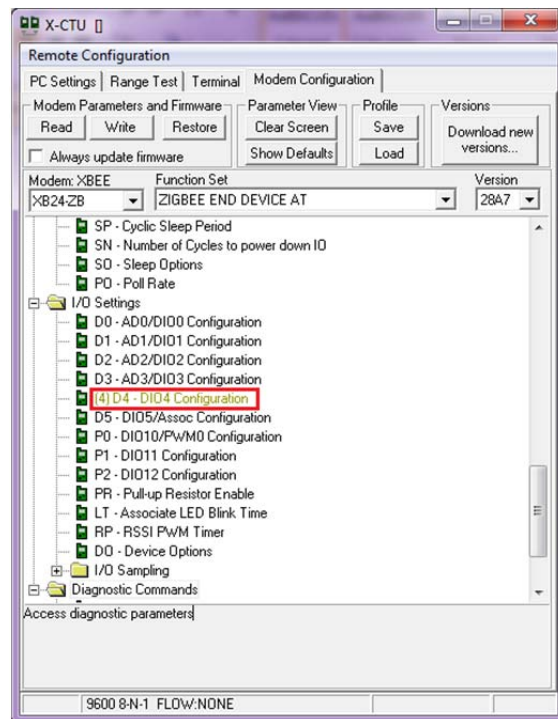 X-CTU []
Remote Configuration
PC Settings Range Test Terminal Modem Configuration
Modem Parameters and Firmware Parameter View Profile Versions
Read Write Restore Clear Screen Save Download new versions...
Always update firmware Show Defaults Load
Modem: XBEE Function Set Version
XB24-ZB ZIGBEE END DEVICE AT 28A7
SP - Cyclic Sleep Period
SN - Number of Cycles to power down IO
SO - Sleep Options
PO - Poll Rate
I/O Settings
D0 - AD0/DIO0 Configuration
D1 - AD1/DIO1 Configuration
D2 - AD2/DIO2 Configuration
D3 - AD3/DIO3 Configuration
(4) D4 - DIO4 Configuration
D5 - DIO5/Assoc Configuration
P0 - DIO10/PWM0 Configuration
P1 - DIO11 Configuration
P2 - DIO12 Configuration
PR - Pull-up Resistor Enable
LT - Associate LED Blink Time
RP - RSSI PWM Timer
DO - Device Options
I/O Sampling
Diagnostic Commands
Access diagnostic parameters
9600 8-N-1 FLOW:NONE